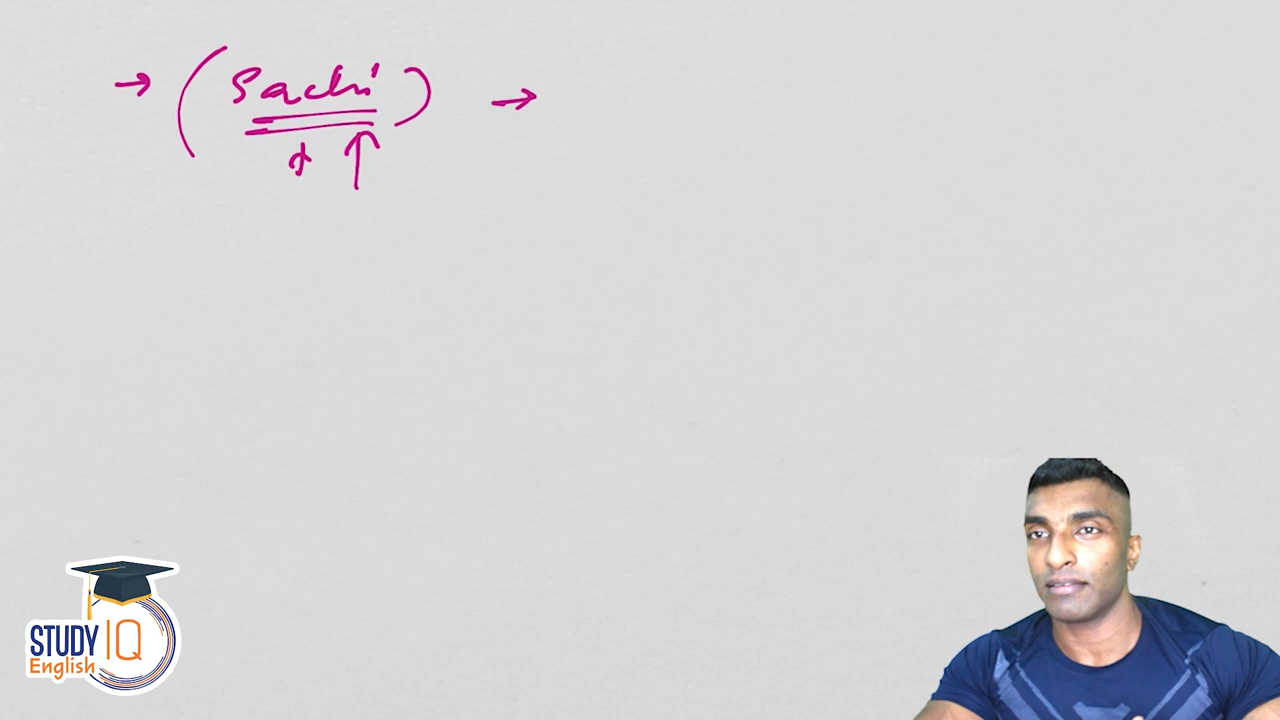 → (Sachi) →
STUDY IQ
English